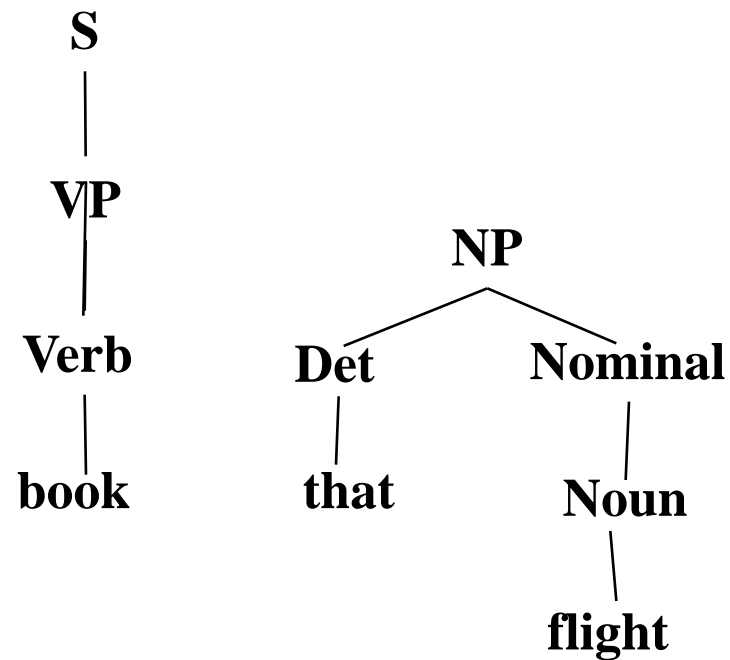 S
VP
NP
Verb
Det
Nominal
book
that
Noun
flight